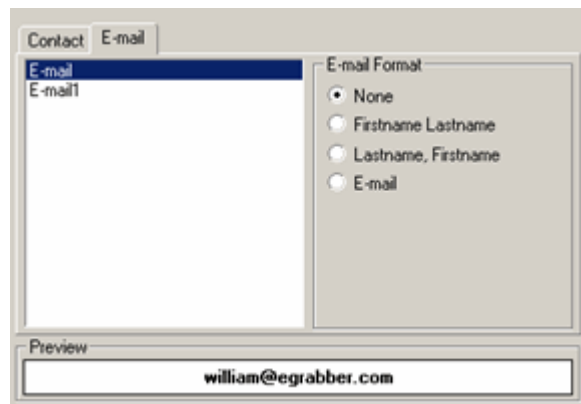 Contact E-mail
E-mail
E-mail1
E-mail Format
None
Firstname Lastname
Lastname, Firstname
E-mail
Preview
william@egrabber.com